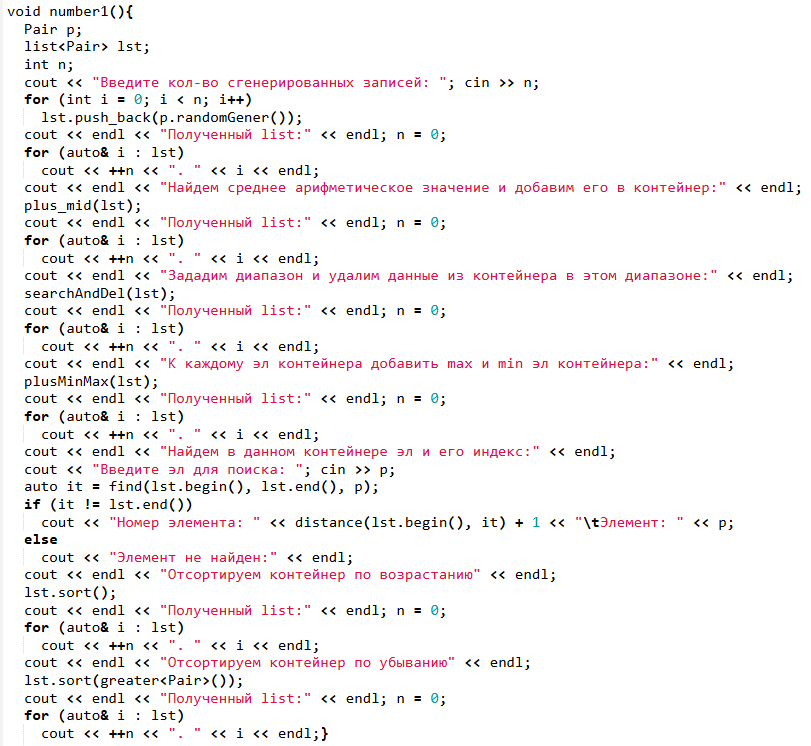 void number1(){
  Pair p;
  list<Pair> lst;
  int n;
  cout << "Введите кол-во сгенерированных записей: "; cin >> n;
  for (int i = 0; i < n; i++)
    lst.push_back(p.randomGener());
  cout << endl << "Полученный list:" << endl; n = 0;
  for (auto& i : lst)
    cout << ++n << ". " << i << endl;
  cout << endl << "Найдем среднее арифметическое значение и добавим его в контейнер:" << endl;
  plus_mid(lst);
  cout << endl << "Полученный list:" << endl; n = 0;
  for (auto& i : lst)
    cout << ++n << ". " << i << endl;
  cout << endl << "Зададим диапазон и удалим данные из контейнера в этом диапазоне:" << endl;
  searchAndDel(lst);
  cout << endl << "Полученный list:" << endl; n = 0;
  for (auto& i : lst)
    cout << ++n << ". " << i << endl;
  cout << endl << "К каждому эл контейнера добавить max и min эл контейнера:" << endl;
  plusMinMax(lst);
  cout << endl << "Полученный list:" << endl; n = 0;
  for (auto& i : lst)
    cout << ++n << ". " << i << endl;
  cout << endl << "Найдем в данном контейнере эл и его индекс:" << endl;
  cout << "Введите эл для поиска: "; cin >> p;
  auto it = find(lst.begin(), lst.end(), p);
  if (it != lst.end())
    cout << "Номер элемента: " << distance(lst.begin(), it) + 1 << "\tЭлемент: " << p;
  else
    cout << "Элемент не найден:" << endl;
  cout << endl << "Отсортируем контейнер по возрастанию" << endl;
  lst.sort();
  cout << endl << "Полученный list:" << endl; n = 0;
  for (auto& i : lst)
    cout << ++n << ". " << i << endl;
  cout << endl << "Отсортируем контейнер по убыванию" << endl;
  lst.sort(greater<Pair>());
  cout << endl << "Полученный list:" << endl; n = 0;
  for (auto& i : lst)
    cout << ++n << ". " << i << endl;}